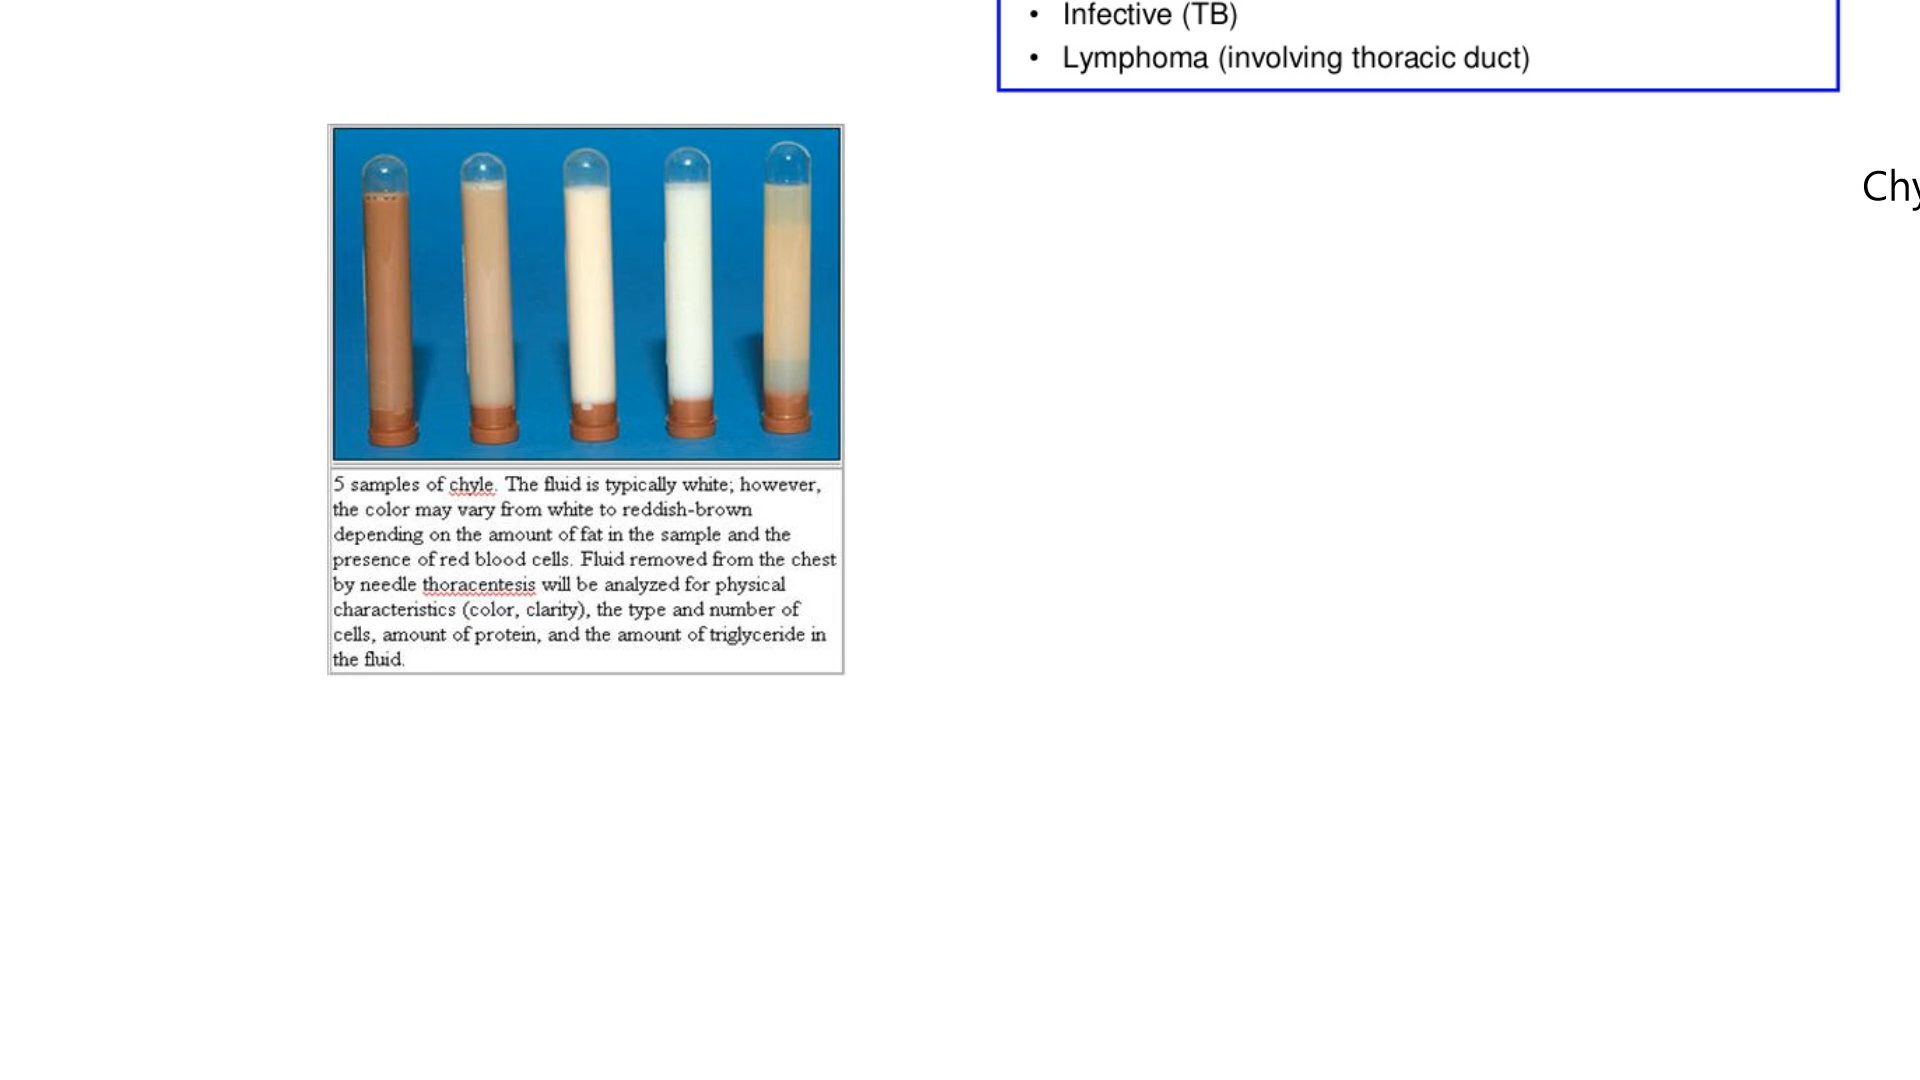 • Infective (TB)
• Lymphoma (involving thoracic duct)
Chy
5 samples of chyle. The fluid is typically white; however,
the color may vary from white to reddish-brown
depending on the amount of fat in the sample and the
presence of red blood cells. Fluid removed from the chest
by needle thoracentesis will be analyzed for physical
characteristics (color, clarity), the type and number of
cells, amount of protein, and the amount of triglyceride in
the fluid.